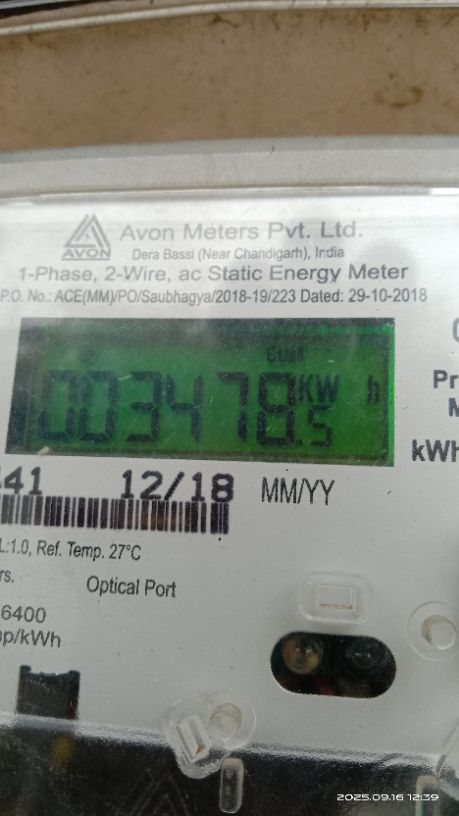 Avon Meters Pvt. Ltd.
AVON
Dera Bassi (Near Chandigarh), India
1-Phase, 2-Wire, ac Static Energy Meter
P.O. No.: ACE(MM)/PO/Saubhagya/2018-19/223 Dated: 29-10-2018
CUM
003478.5 KW h
Pr
M
kWh
41 12/18 MM/YY
L:1.0, Ref. Temp. 27°C
rs.
Optical Port
6400
p/kWh
2025.09.16 12:39